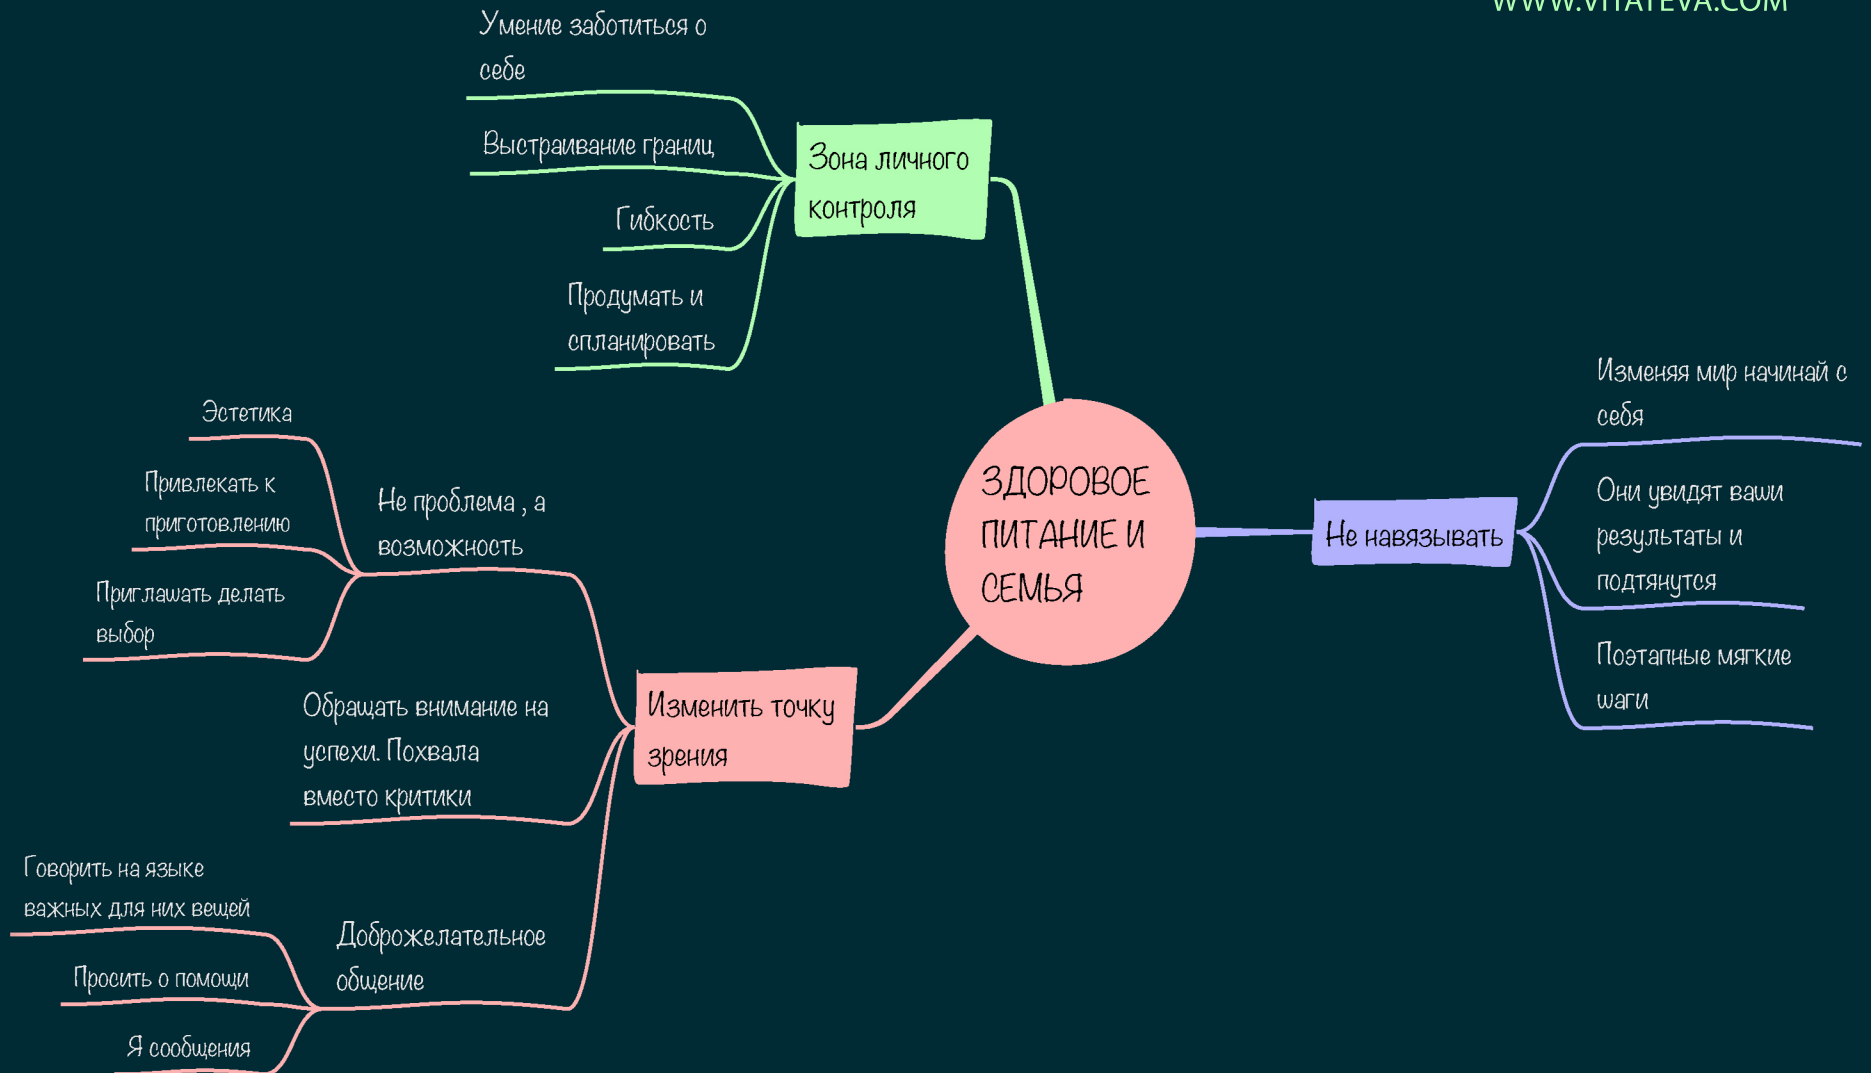 WWW.VITATEVA.COM
Умение заботиться о
себе
Выстраивание границ
Гибкость
Продумать и
спланировать
Зона личного
контроля
ЗДОРОВОЕ
ПИТАНИЕ И
СЕМЬЯ
Не навязывать
Изменяя мир начинай с
себя
Они увидят ваши
результаты и
подтянутся
Поэтапные мягкие
шаги
Изменить точку
зрения
Не проблема , а
возможность
Эстетика
Привлекать к
приготовлению
Приглашать делать
выбор
Обращать внимание на
успехи. Похвала
вместо критики
Доброжелательное
общение
Говорить на языке
важных для них вещей
Просить о помощи
Я сообщения